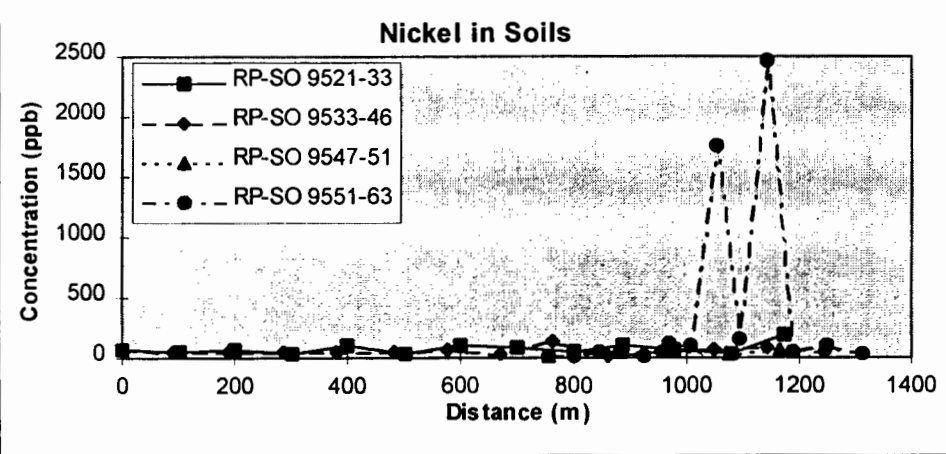 Nickel in Soils
Concentration (ppb)
2500
2000
1500
1000
500
0
RP-SO 9521-33
RP-SO 9533-46
RP-SO 9547-51
RP-SO 9551-63
0 200 400 600 800 1000 1200 1400
Distance (m)